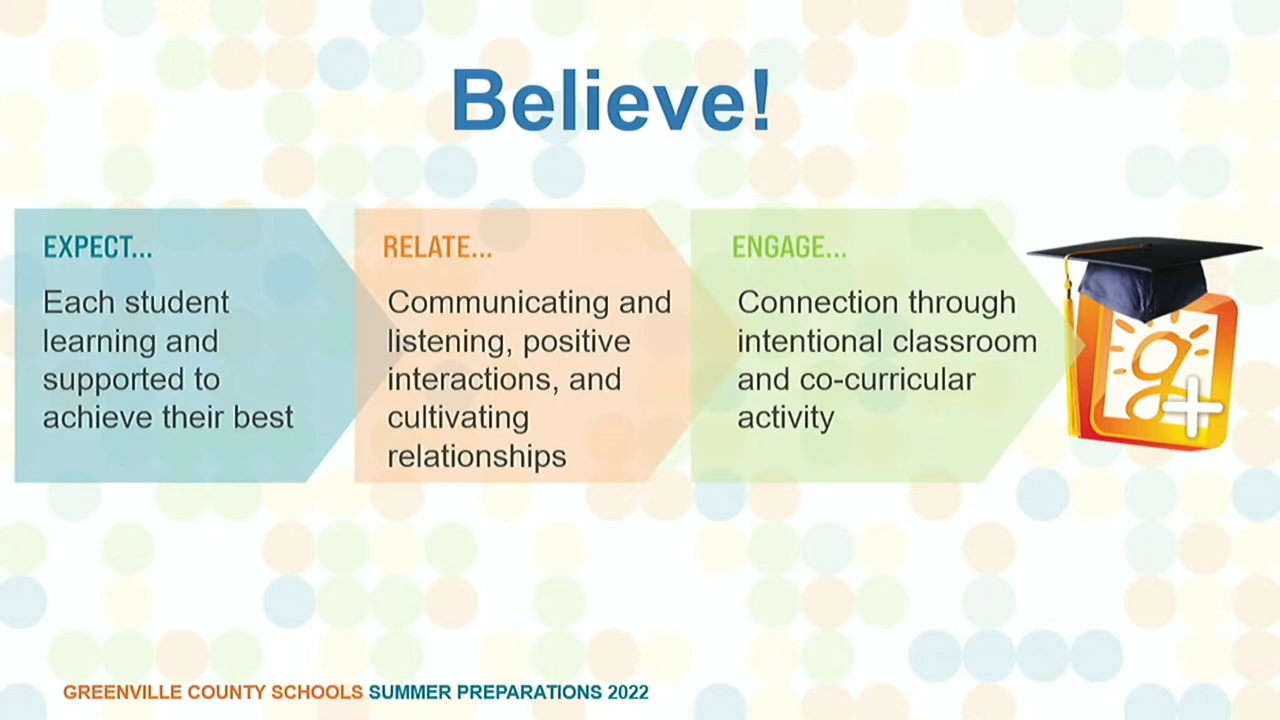 Believe!
EXPECT...
Each student
learning and
supported to
achieve their best
RELATE...
Communicating and
listening, positive
interactions, and
cultivating
relationships
ENGAGE...
Connection through
intentional classroom
and co-curricular
activity
g+
GREENVILLE COUNTY SCHOOLS SUMMER PREPARATIONS 2022